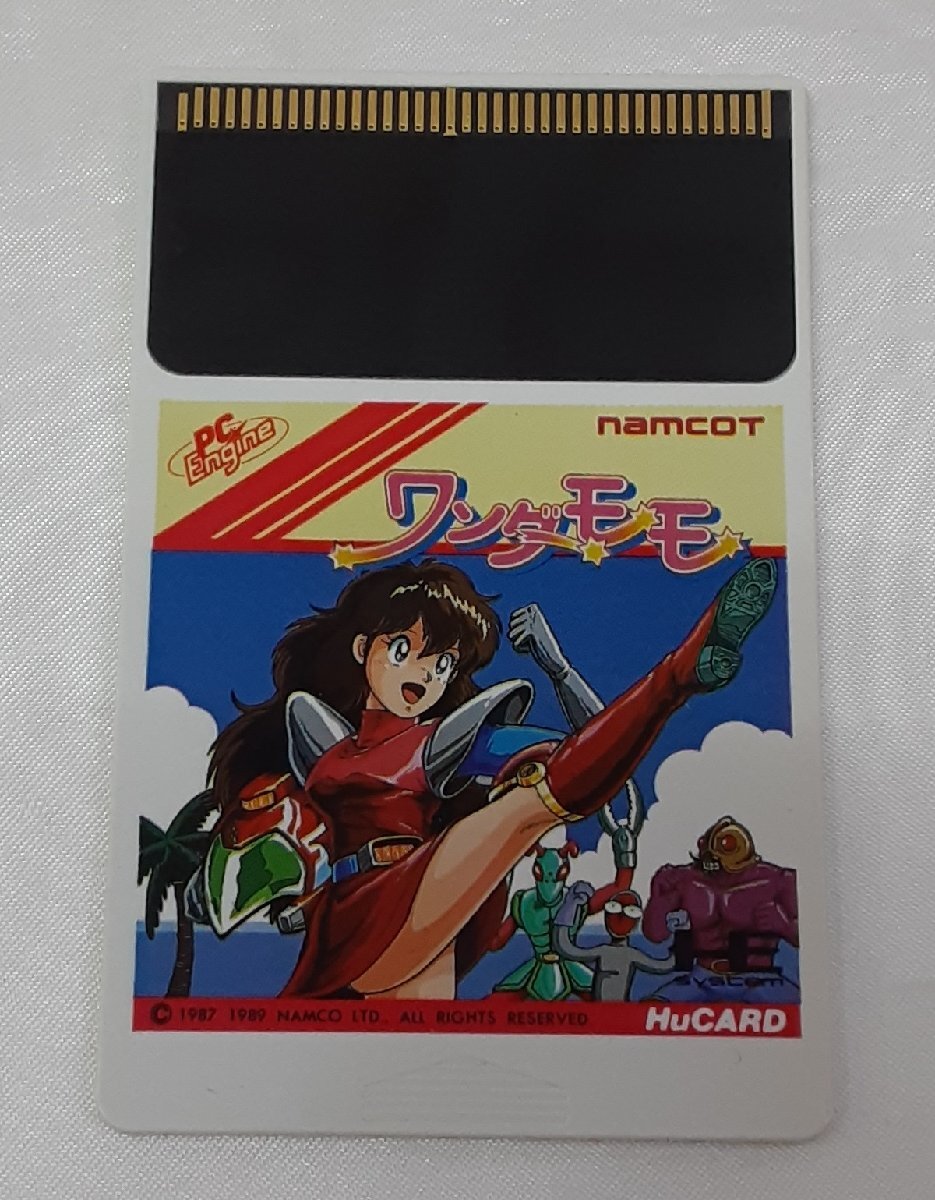 PC Engine
namcot
ワンダーモモ
HE system
© 1987 1989 NAMCO LTD., ALL RIGHTS RESERVED
HuCARD